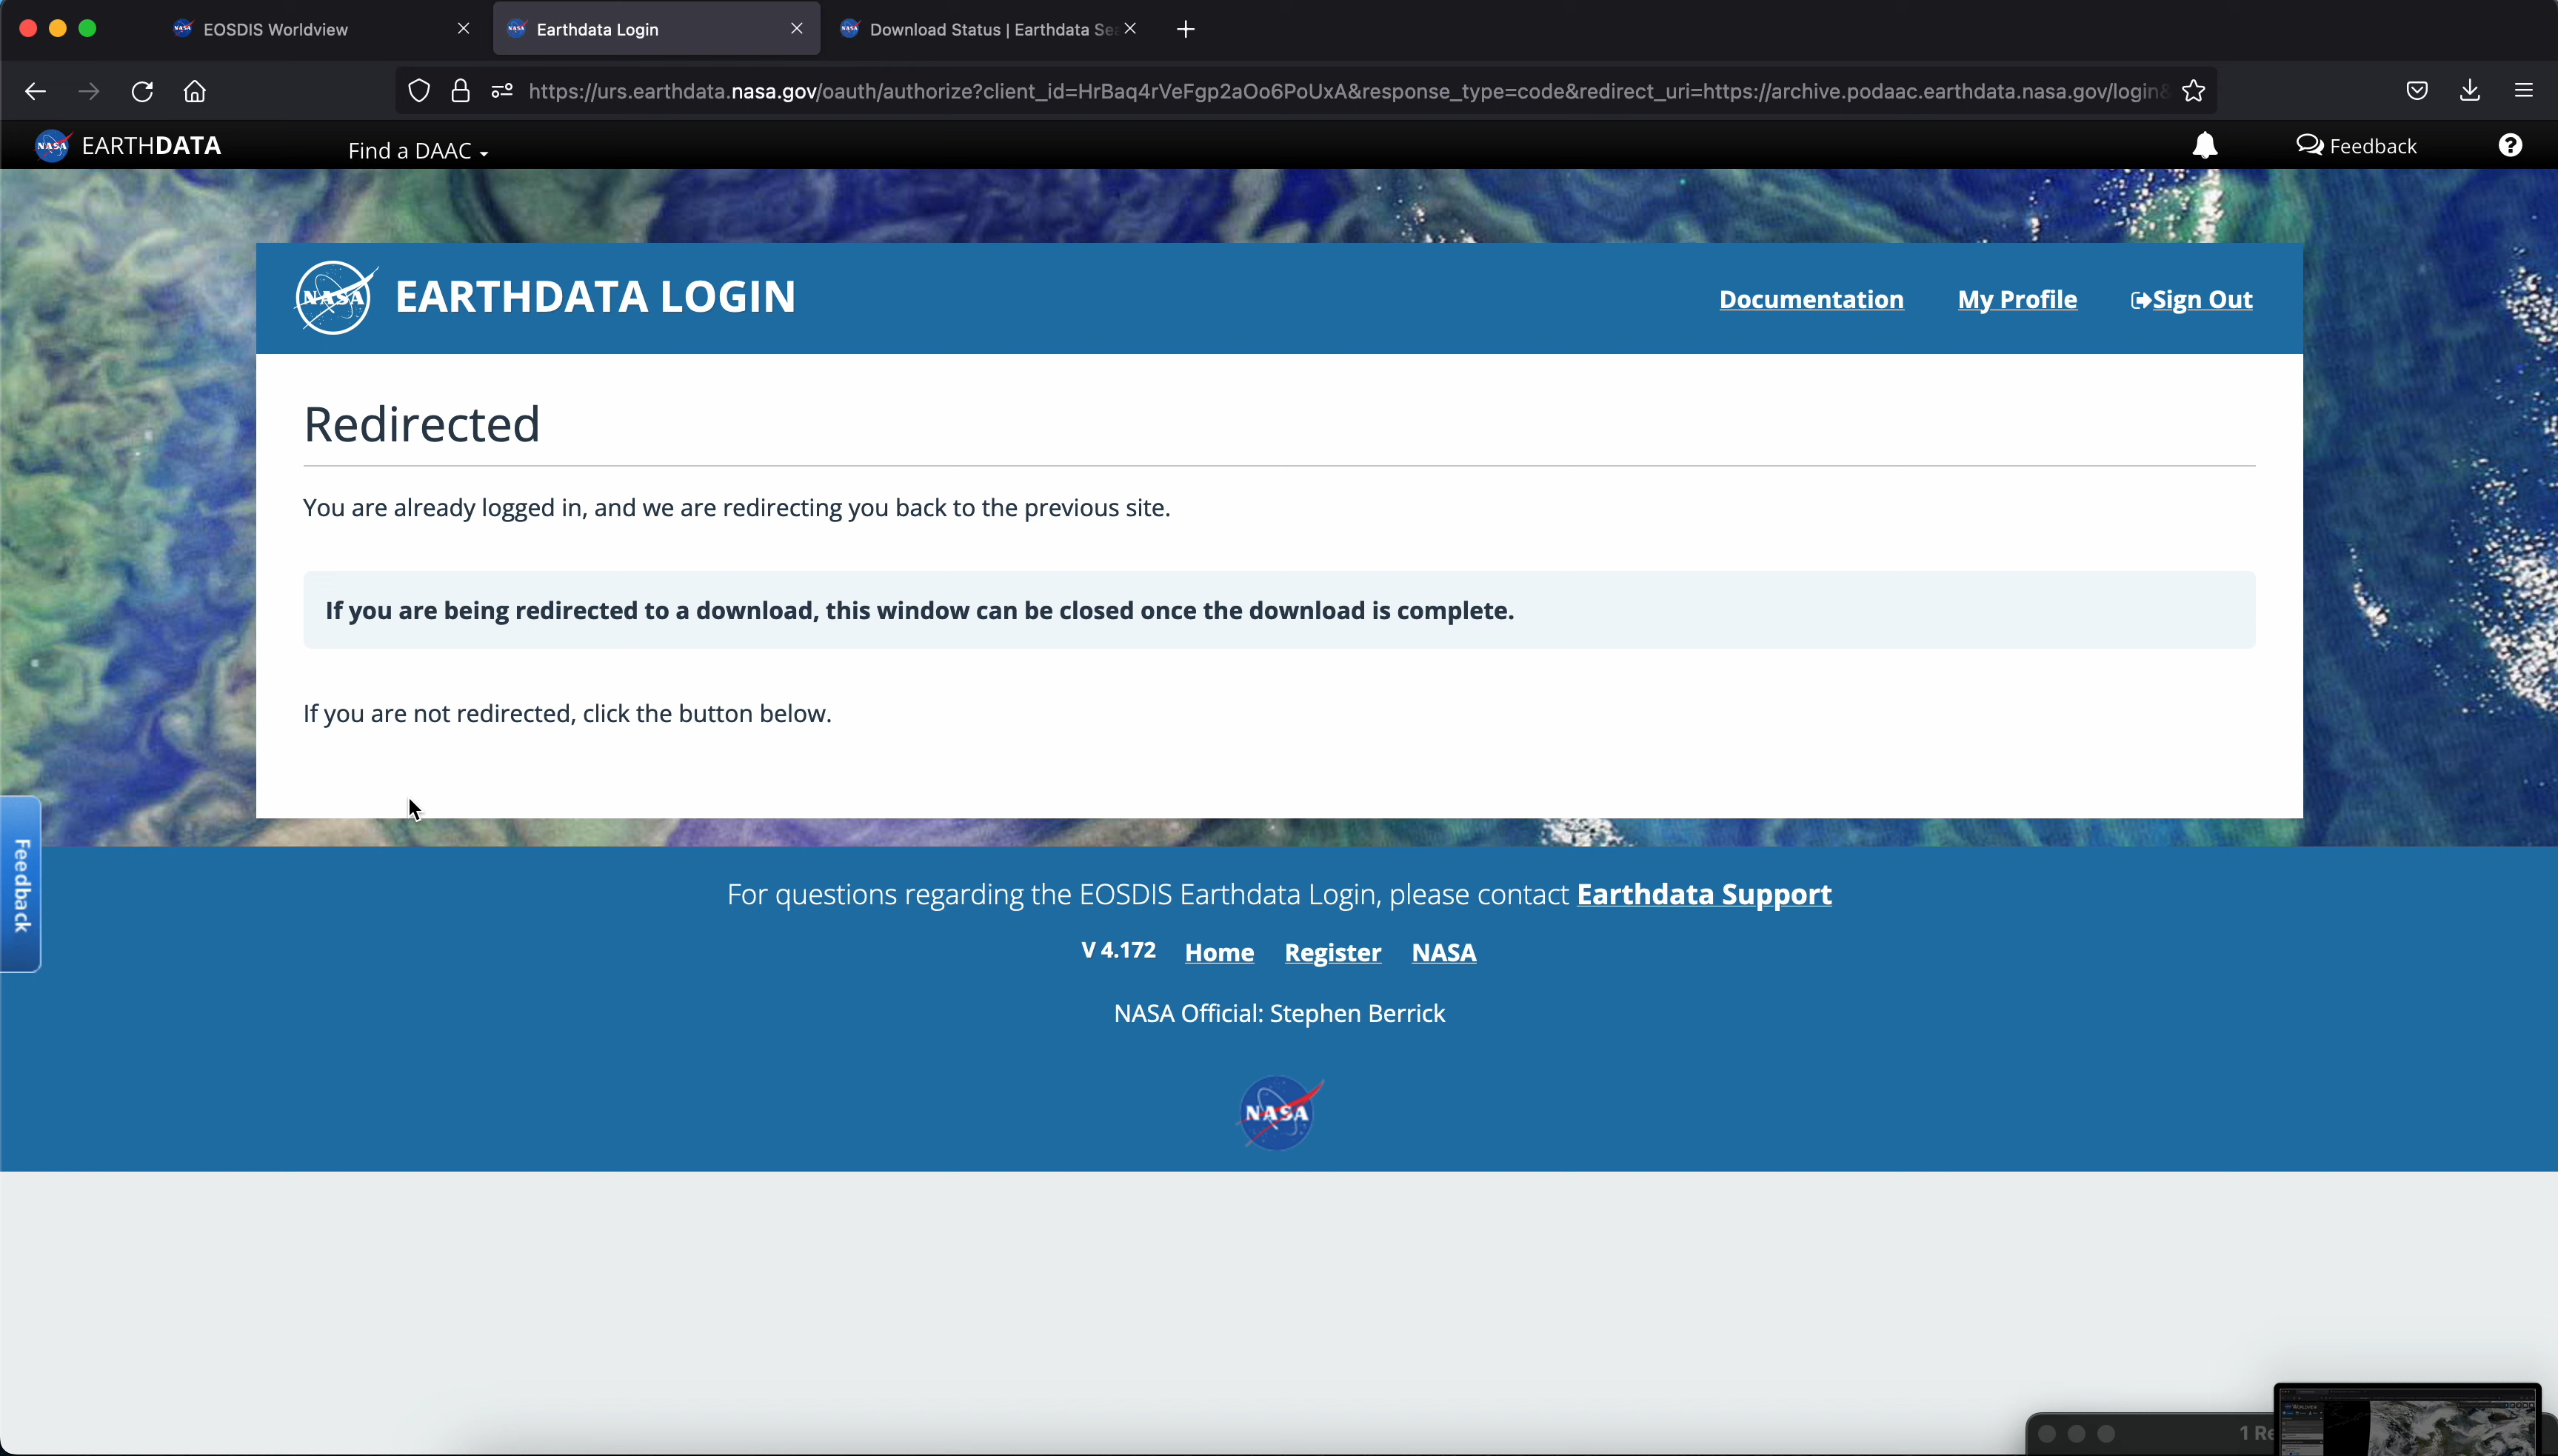 EOSDIS Worldview
Earthdata Login
Download Status | Earthdata Se
https://urs.earthdata.nasa.gov/oauth/authorize?client_id=HrBaq4rVeFgp2aOo6PoUxA&response_type=code&redirect_uri=https://archive.podaac.earthdata.nasa.gov/login&
NASA EARTHDATA
Find a DAAC
Feedback
?
NASA EARTHDATA LOGIN
Documentation
My Profile
Sign Out
Redirected
You are already logged in, and we are redirecting you back to the previous site.
If you are being redirected to a download, this window can be closed once the download is complete.
If you are not redirected, click the button below.
Feedback
For questions regarding the EOSDIS Earthdata Login, please contact Earthdata Support
V 4.172 Home Register NASA
NASA Official: Stephen Berrick
NASA
1 Re